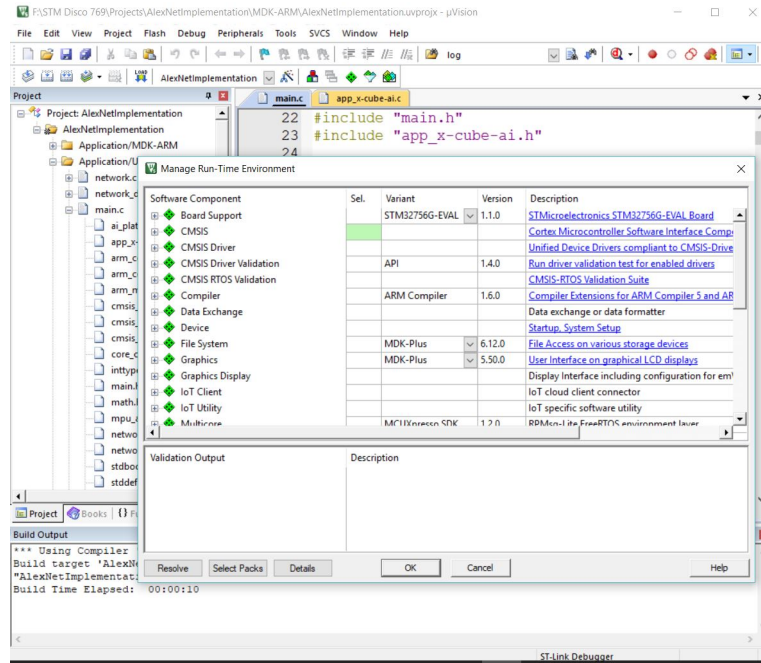 F:\STM Disco 769\Projects\AlexNetImplementation\MDK-ARM\AlexNetImplementation.uvprojx - µVision
File Edit View Project Flash Debug Peripherals Tools SVCS Window Help
log
LOAD AlexNetImplementation
Project
main.c app_x-cube-ai.c
Project: AlexNetImplementation
AlexNetImplementation
Application/MDK-ARM
Application/U
network.c
network_d
main.c
ai_plat
app_x-
arm_c
arm_c
arm_m
cmsis_
cmsis_
cmsis_
core_c
inttype
main.h
math.h
mpu_a
netwo
netwo
stdboo
stddef
22 #include "main.h"
23 #include "app_x-cube-ai.h"
24
Manage Run-Time Environment
Software Component Sel. Variant Version Description
Board Support STM32756G-EVAL 1.1.0 STMicroelectronics STM32756G-EVAL Board
CMSIS Cortex Microcontroller Software Interface Compo
CMSIS Driver Unified Device Drivers compliant to CMSIS-Drive
CMSIS Driver Validation API 1.4.0 Run driver validation test for enabled drivers
CMSIS RTOS Validation CMSIS-RTOS Validation Suite
Compiler ARM Compiler 1.6.0 Compiler Extensions for ARM Compiler 5 and AR
Data Exchange Data exchange or data formatter
Device Startup, System Setup
File System MDK-Plus 6.12.0 File Access on various storage devices
Graphics MDK-Plus 5.50.0 User Interface on graphical LCD displays
Graphics Display Display Interface including configuration for em
IoT Client IoT cloud client connector
IoT Utility IoT specific software utility
Multicore MCUXpresso SDK 1.2.0 RPMsg-Lite FreeRTOS environment layer
Validation Output Description
Resolve Select Packs Details OK Cancel Help
Project Books {} Fu
Build Output
*** Using Compiler
Build target 'AlexNe
"AlexNetImplementati
Build Time Elapsed: 00:00:10
ST-Link Debugger